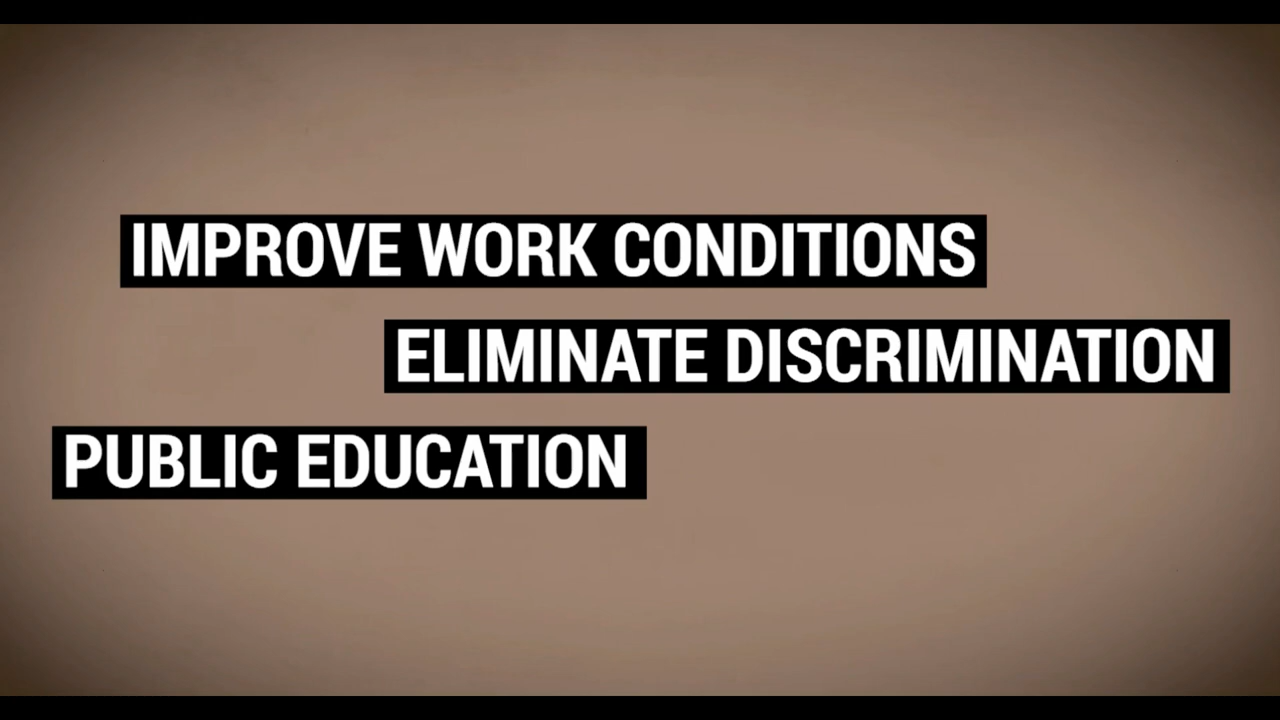 IMPROVE WORK CONDITIONS
ELIMINATE DISCRIMINATION
PUBLIC EDUCATION